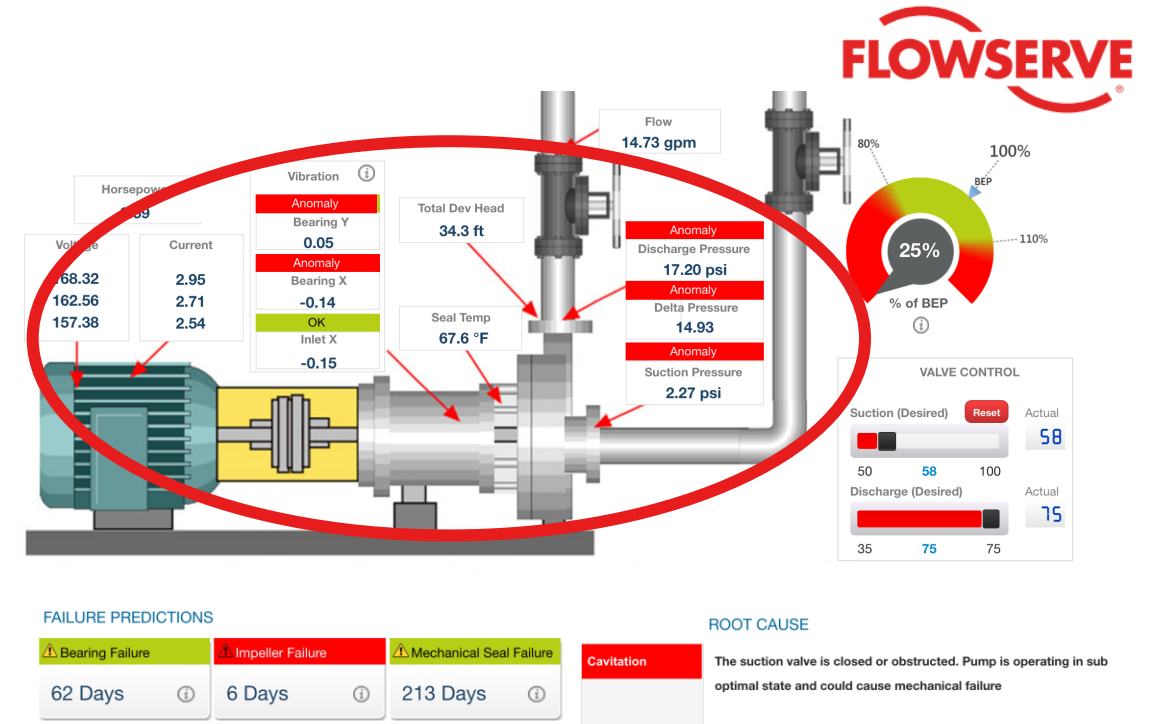 FLOWSERVE
®
Flow
14.73 gpm
80%
100%
BEP
110%
25%
% of BEP
Vibration
Anomaly
Bearing Y
0.05
Anomaly
Bearing X
-0.14
OK
Inlet X
-0.15
Voltage
168.32
162.56
157.38
Current
2.95
2.71
2.54
Total Dev Head
34.3 ft
Seal Temp
67.6 °F
Anomaly
Discharge Pressure
17.20 psi
Anomaly
Delta Pressure
14.93
Anomaly
Suction Pressure
2.27 psi
VALVE CONTROL
Suction (Desired)
Reset
Actual
58
50 58 100
Discharge (Desired)
Actual
75
35 75 75
FAILURE PREDICTIONS
Bearing Failure
62 Days
Impeller Failure
6 Days
Mechanical Seal Failure
213 Days
ROOT CAUSE
Cavitation
The suction valve is closed or obstructed. Pump is operating in sub
optimal state and could cause mechanical failure